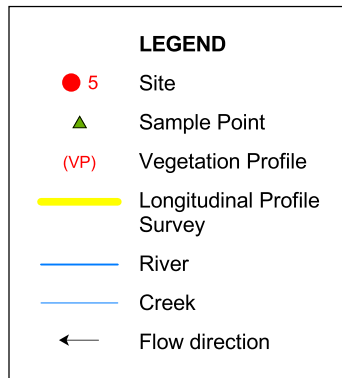 LEGEND
5 Site
Sample Point
(VP) Vegetation Profile
Longitudinal Profile
Survey
River
Creek
Flow direction